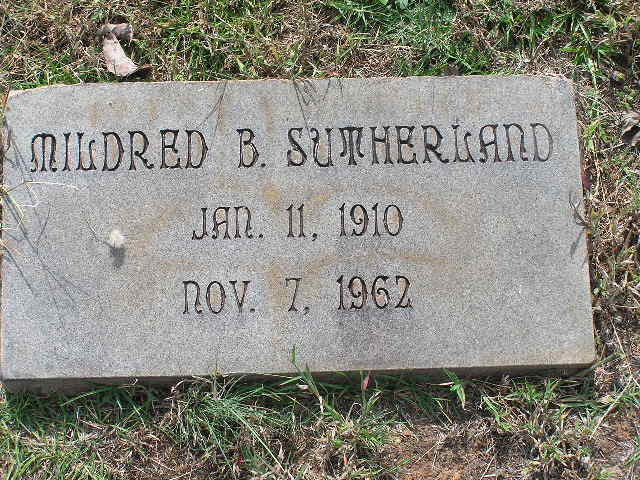 MILDRED B. SUTHERLAND
JAN. 11, 1910
NOV. 7, 1962